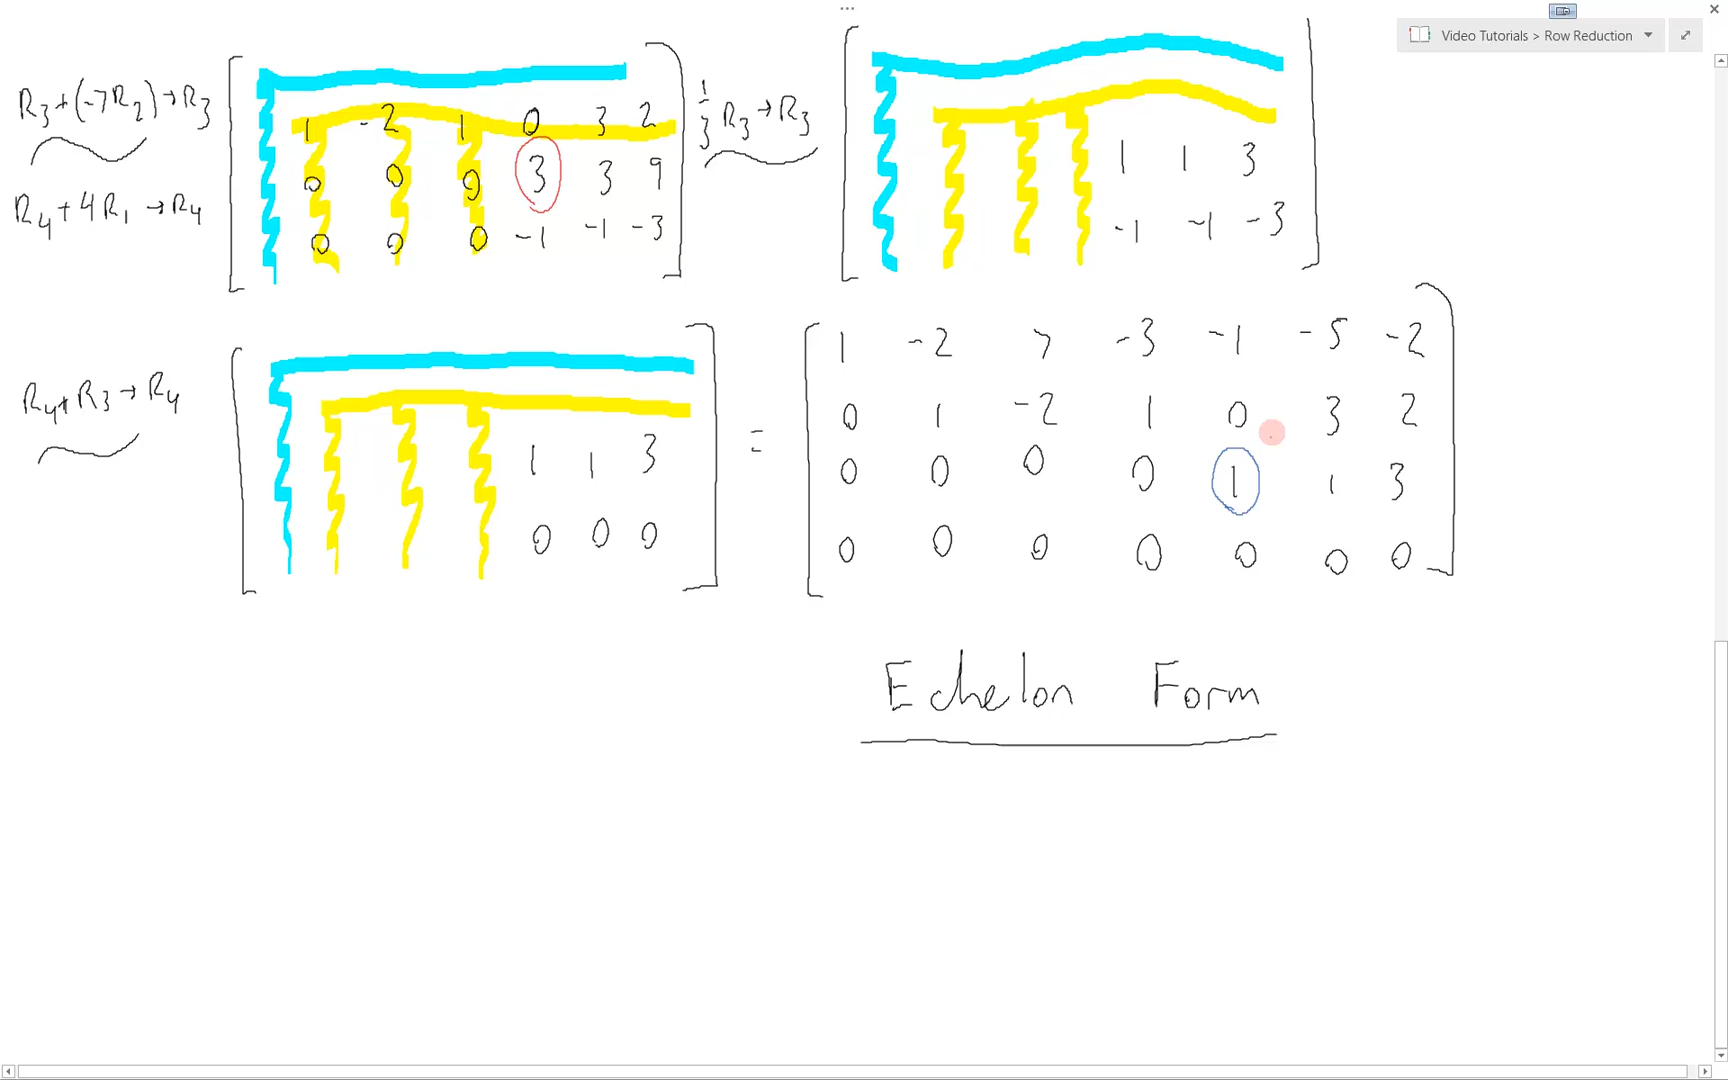 Video Tutorials > Row Reduction
R3+(-7R2)→R3
R4+4R1→R4
1 -2 1 0 3 2
0 0 0 3 3 9
0 0 0 -1 -1 -3
1/3 R3→R3
1 1 3
-1 -1 -3
R4+R3→R4
1 1 3
0 0 0
=
1 -2 7 -3 -1 -5 -2
0 1 -2 1 0 3 2
0 0 0 0 1 1 3
0 0 0 0 0 0 0
Echelon Form